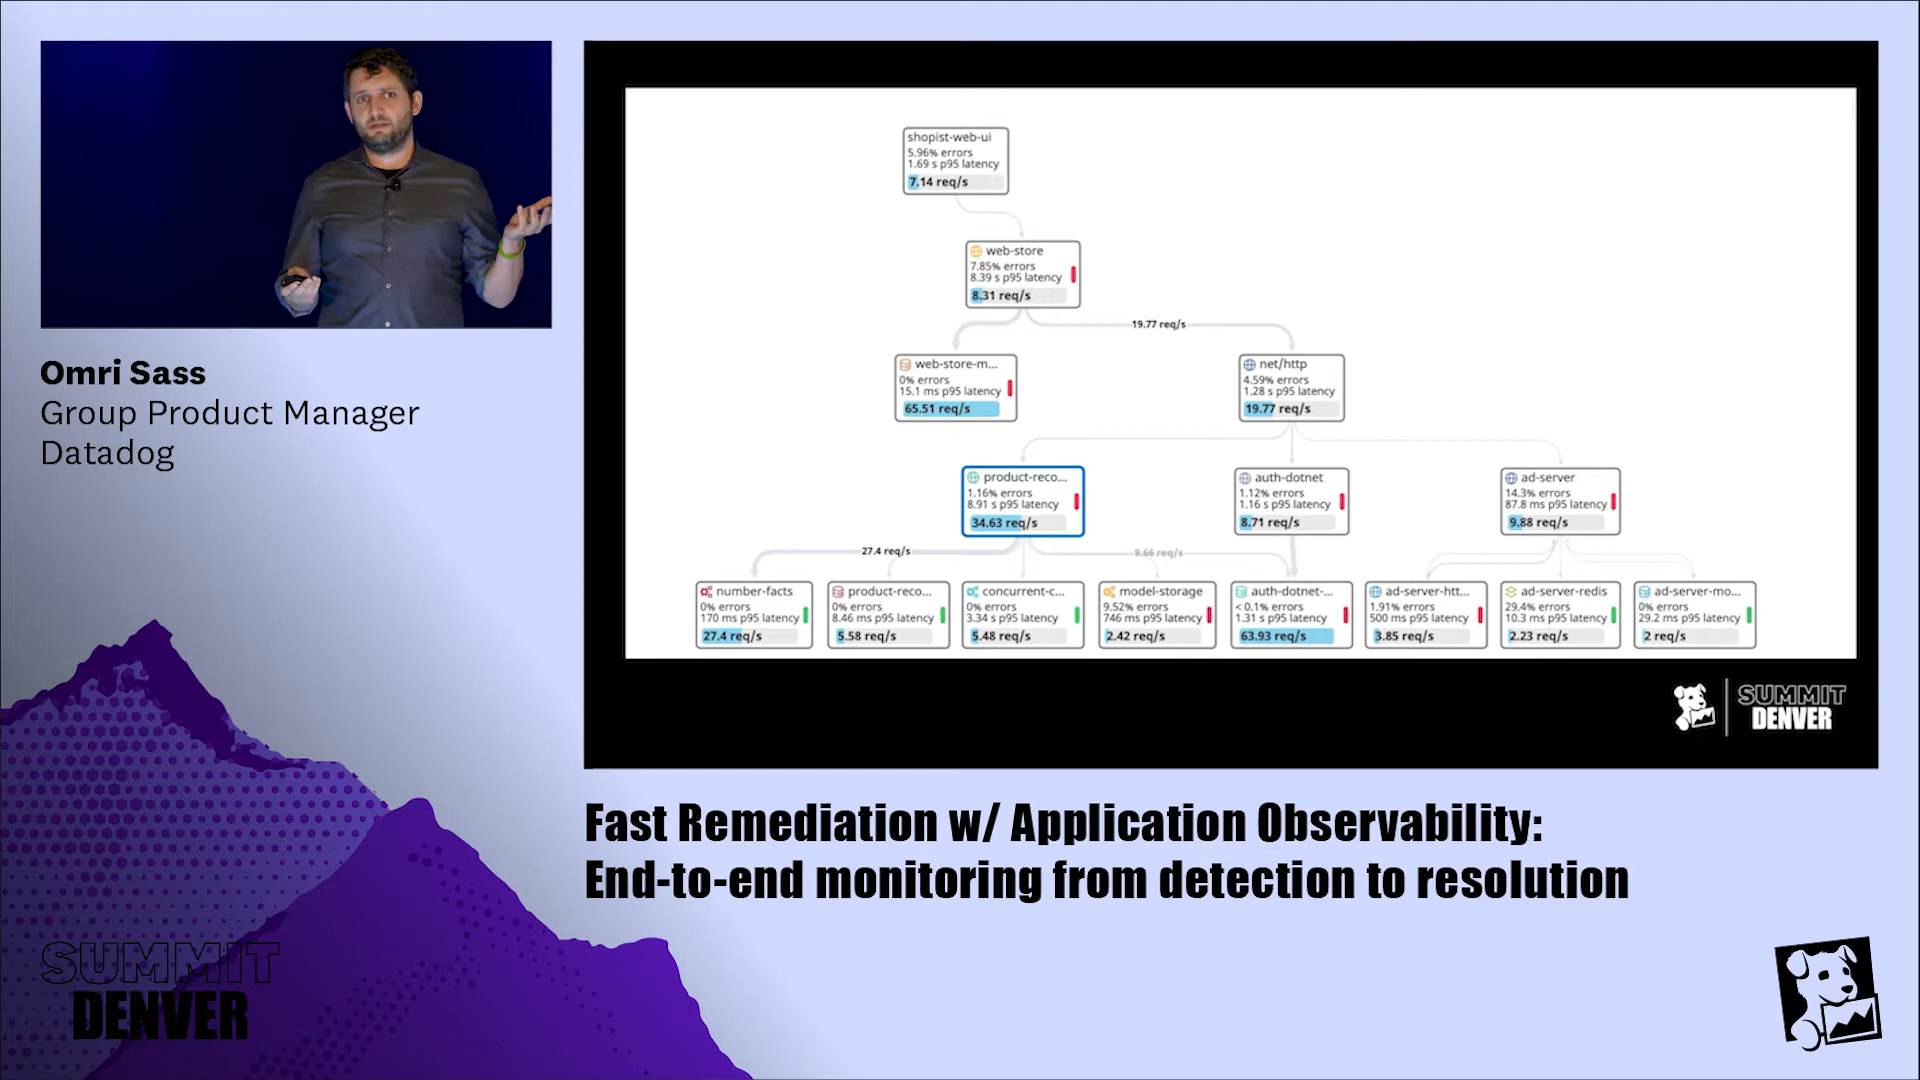 shopist-web-ui
5.96% errors
1.69 s p95 latency
7.14 req/s
web-store
7.85% errors
8.39 s p95 latency
8.31 req/s
19.77 req/s
web-store-m...
0% errors
15.1 ms p95 latency
65.51 req/s
net/http
4.59% errors
1.28 s p95 latency
19.77 req/s
product-reco...
1.16% errors
8.91 s p95 latency
34.63 req/s
auth-dotnet
1.12% errors
1.16 s p95 latency
8.71 req/s
ad-server
14.3% errors
87.8 ms p95 latency
9.88 req/s
27.4 req/s
9.66 req/s
number-facts
0% errors
170 ms p95 latency
27.4 req/s
product-reco...
0% errors
8.46 ms p95 latency
5.58 req/s
concurrent-c...
0% errors
3.34 s p95 latency
5.48 req/s
model-storage
9.52% errors
746 ms p95 latency
2.42 req/s
auth-dotnet-...
< 0.1% errors
1.31 s p95 latency
63.93 req/s
ad-server-htt...
1.91% errors
500 ms p95 latency
3.85 req/s
ad-server-redis
29.4% errors
10.3 ms p95 latency
2.23 req/s
ad-server-mo...
0% errors
29.2 ms p95 latency
2 req/s
SUMMIT
DENVER
Omri Sass
Group Product Manager
Datadog
Fast Remediation w/ Application Observability:
End-to-end monitoring from detection to resolution
SUMMIT
DENVER